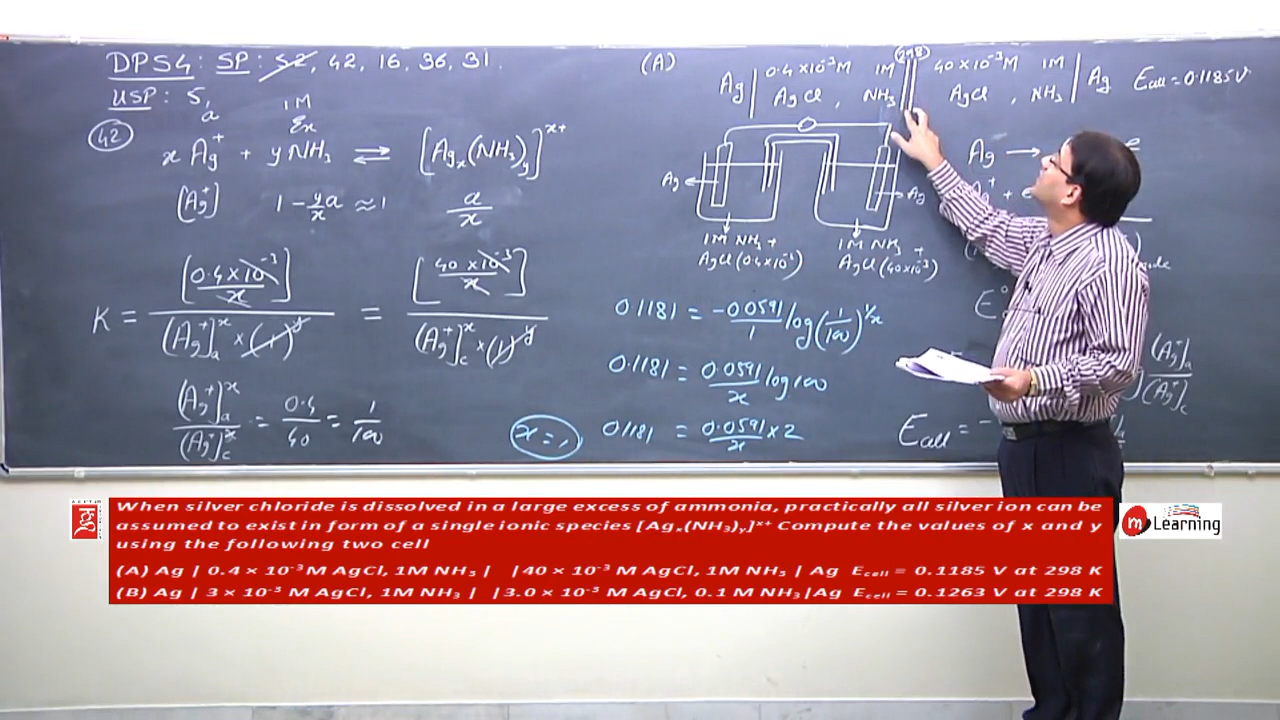 DPS4: SP: 52, 42, 16, 36, 31.
USP: 5,
(42)
a 1M
Ex
x Ag⁺ + y NH₃ ⇌ [Agₓ(NH₃)ᵧ]ˣ⁺
[Ag⁺] 1 - y/x a ≈ 1 a/x
K = [0.4×10⁻³/x] / ([Ag⁺]ₐˣ × (1)ʸ) = [40×10⁻³/x] / ([Ag⁺]cˣ × (1)ʸ)
[Ag⁺]ₐˣ / [Ag⁺]cˣ = 0.4/40 = 1/100
(A) Ag | 0.4×10⁻³M AgCl, 1M NH₃ || 40×10⁻³M AgCl, 1M NH₃ | Ag Ecell = 0.1185V
(298)
Ag →
e
+ e
Ag
Ag
1M NH₃ +
AgCl (0.4×10⁻³)
1M NH₃ +
AgCl (40×10⁻³)
0.1181 = -0.0591/1 log(1/100)^1/x
0.1181 = 0.0591/x log 100
x = 1, 0.1181 = 0.0591/x × 2
E°
[Ag⁺]ₐ / [Ag⁺]c
Ecell = -
When silver chloride is dissolved in a large excess of ammonia, practically all silver ion can be
assumed to exist in form of a single ionic species [Agₓ(NH₃)ᵧ]ˣ⁺ Compute the values of x and y
using the following two cell
(A) Ag | 0.4 × 10⁻³ M AgCl, 1M NH₃ | |40 × 10⁻³ M AgCl, 1M NH₃ | Ag Ecell = 0.1185 V at 298 K
(B) Ag | 3 × 10⁻³ M AgCl, 1M NH₃ | |3.0 × 10⁻³ M AgCl, 0.1 M NH₃|Ag Ecell = 0.1263 V at 298 K
m Learning